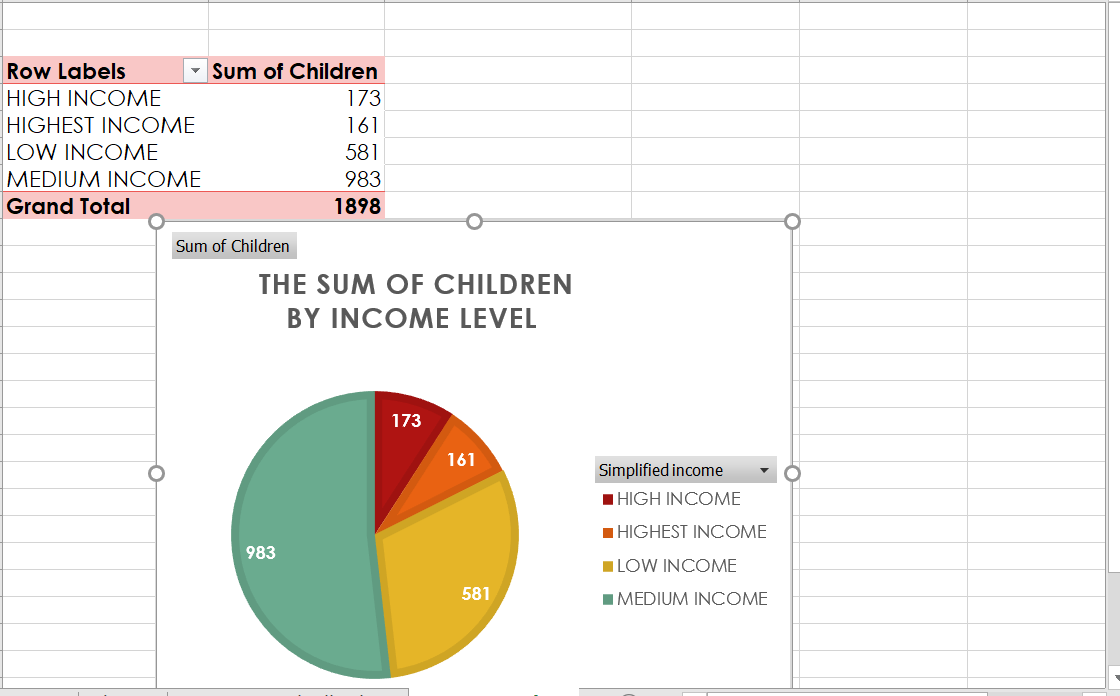 Row Labels Sum of Children
HIGH INCOME 173
HIGHEST INCOME 161
LOW INCOME 581
MEDIUM INCOME 983
Grand Total 1898
Sum of Children
THE SUM OF CHILDREN
BY INCOME LEVEL
173
161
983
581
Simplified income
HIGH INCOME
HIGHEST INCOME
LOW INCOME
MEDIUM INCOME